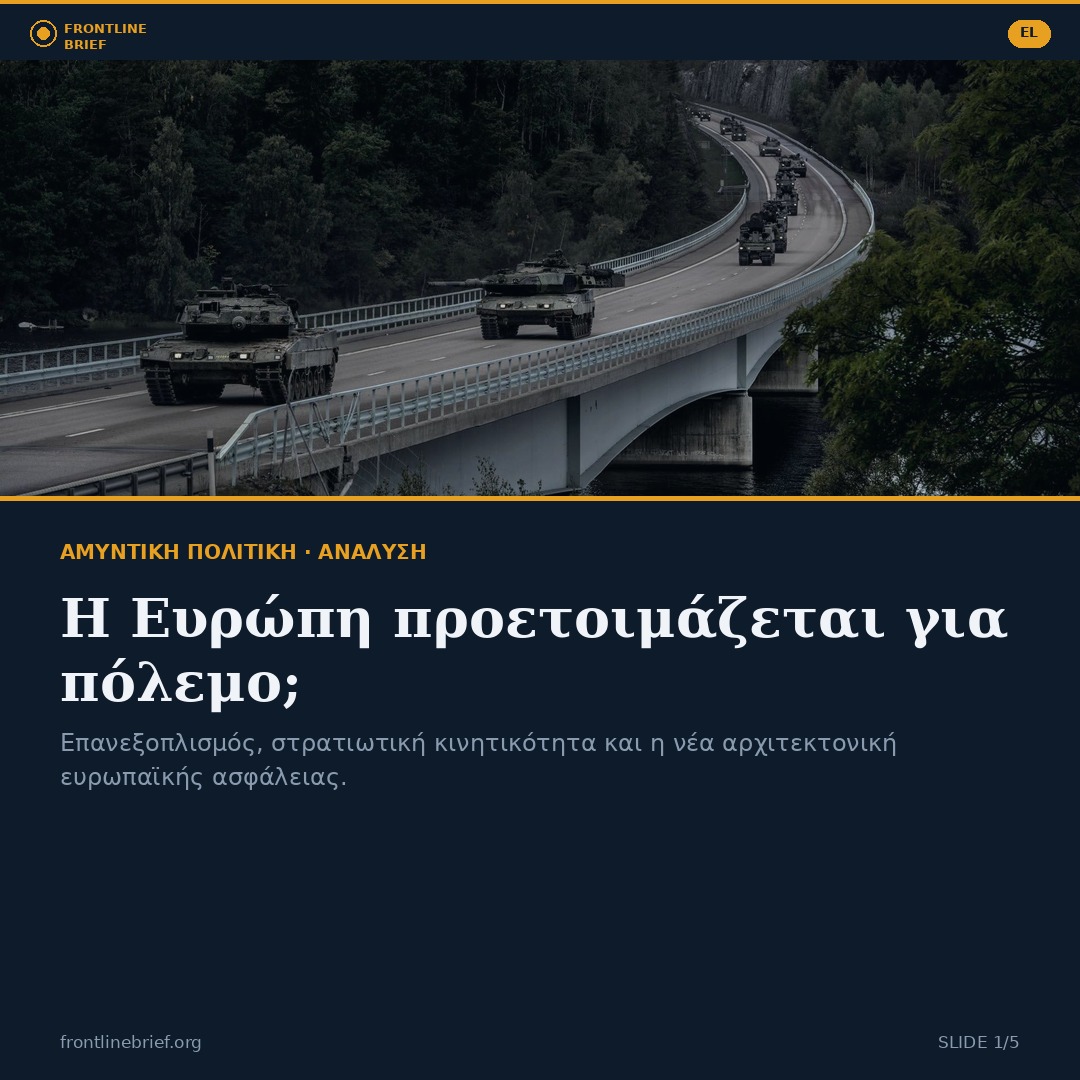 FRONTLINE
BRIEF
EL
ΑΜΥΝΤΙΚΗ ΠΟΛΙΤΙΚΗ · ΑΝΑΛΥΣΗ
Η Ευρώπη προετοιμάζεται για
πόλεμο;
Επανεξοπλισμός, στρατιωτική κινητικότητα και η νέα αρχιτεκτονική
ευρωπαϊκής ασφάλειας.
frontlinebrief.org
SLIDE 1/5